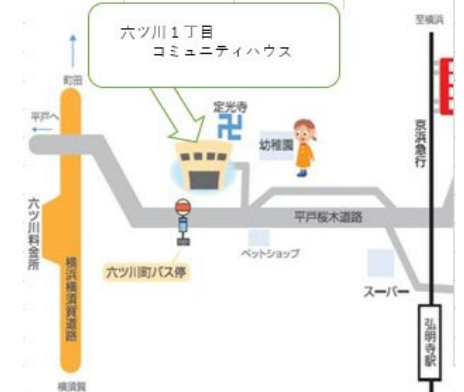 六ツ川1丁目
コミュニティハウス
至横浜
町田
平戸へ
定光寺
卍
幼稚園
京浜急行
六ツ川料金所
横浜横須賀道路
平戸桜木道路
六ツ川町バス停
ペットショップ
スーパー
弘明寺駅
横須賀